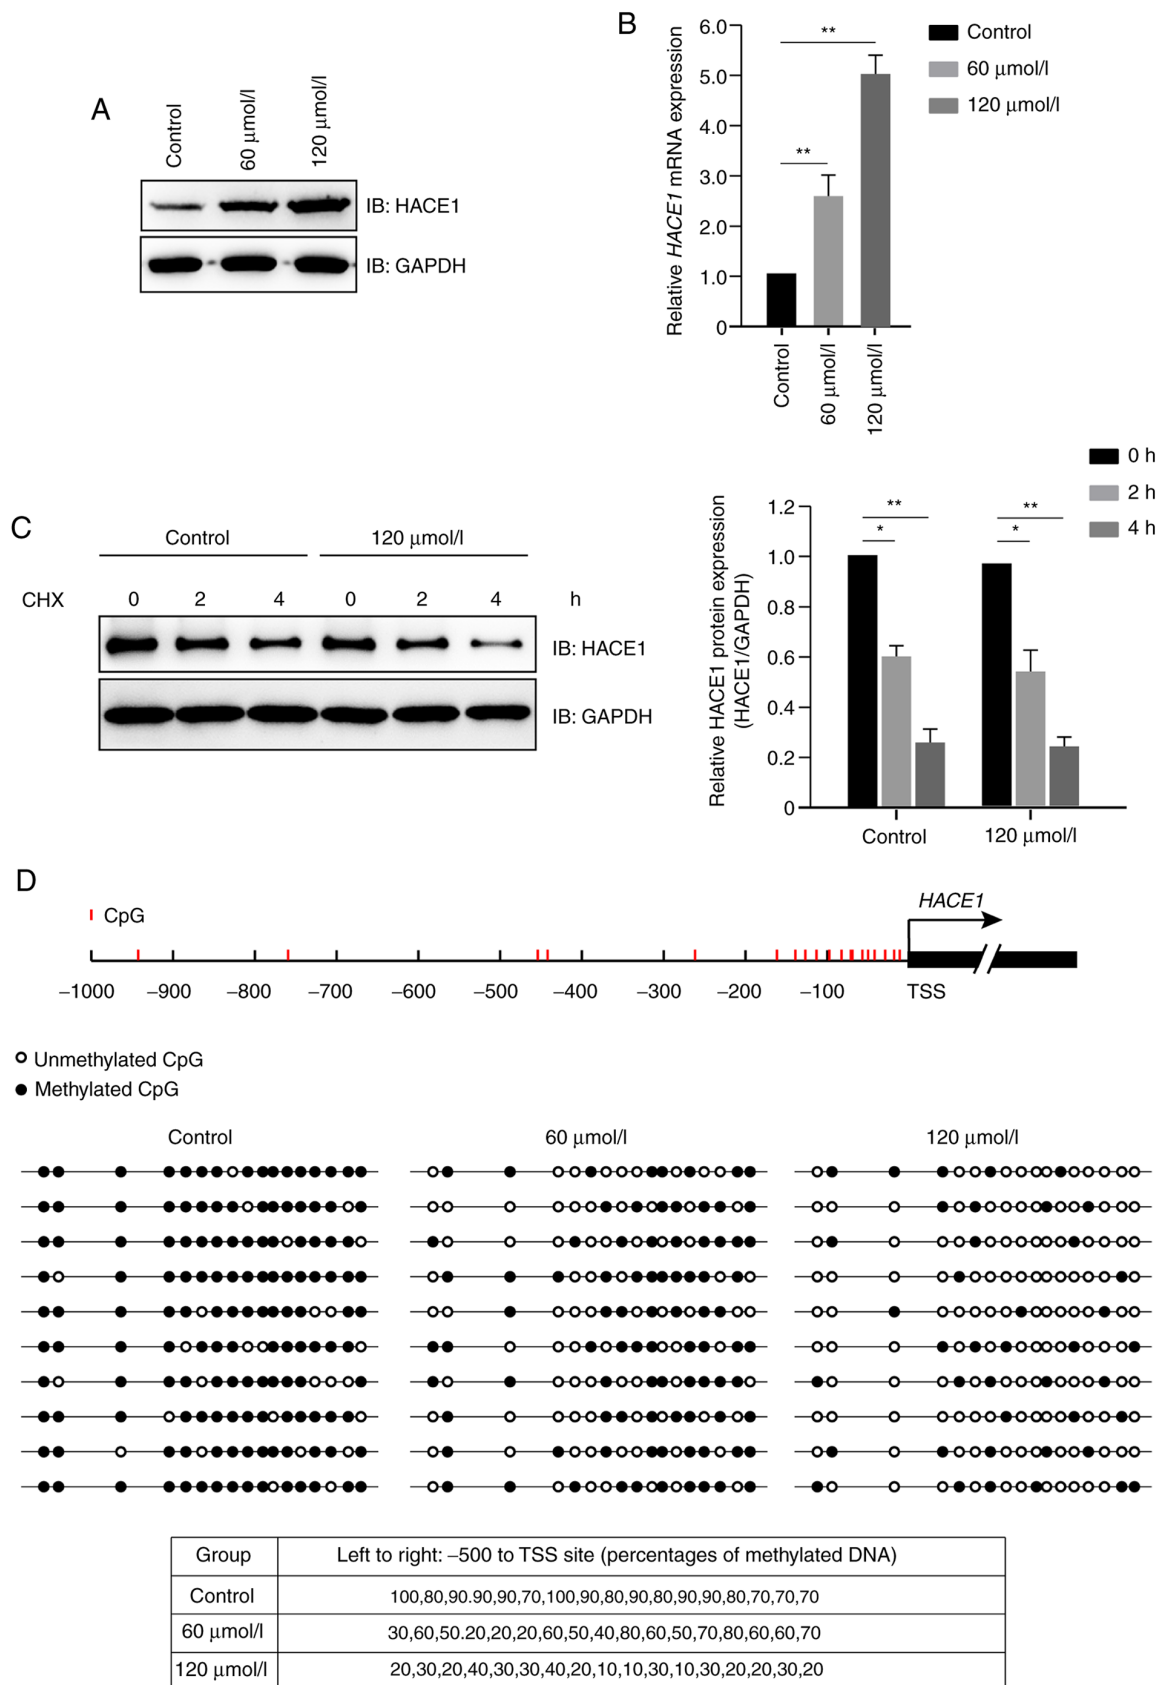 A
Control
60 μmol/l
120 μmol/l
IB: HACE1
IB: GAPDH
B
Relative HACE1 mRNA expression
6.0
5.0
4.0
3.0
2.0
1.0
0
**
**
Control
60 μmol/l
120 μmol/l
Control
60 μmol/l
120 μmol/l
C
Control
120 μmol/l
CHX
0
2
4
0
2
4
h
IB: HACE1
IB: GAPDH
Relative HACE1 protein expression
(HACE1/GAPDH)
1.2
1.0
0.8
0.6
0.4
0.2
0
**
*
**
*
Control
120 μmol/l
0 h
2 h
4 h
D
CpG
HACE1
–1000
–900
–800
–700
–600
–500
–400
–300
–200
–100
TSS
Unmethylated CpG
Methylated CpG
Control
60 μmol/l
120 μmol/l
Group
Left to right: –500 to TSS site (percentages of methylated DNA)
Control
100,80,90.90,90,70,100,90,80,90,80,90,90,80,70,70,70
60 μmol/l
30,60,50.20,20,20,60,50,40,80,60,50,70,80,60,60,70
120 μmol/l
20,30,20,40,30,30,40,20,10,10,30,10,30,20,20,30,20